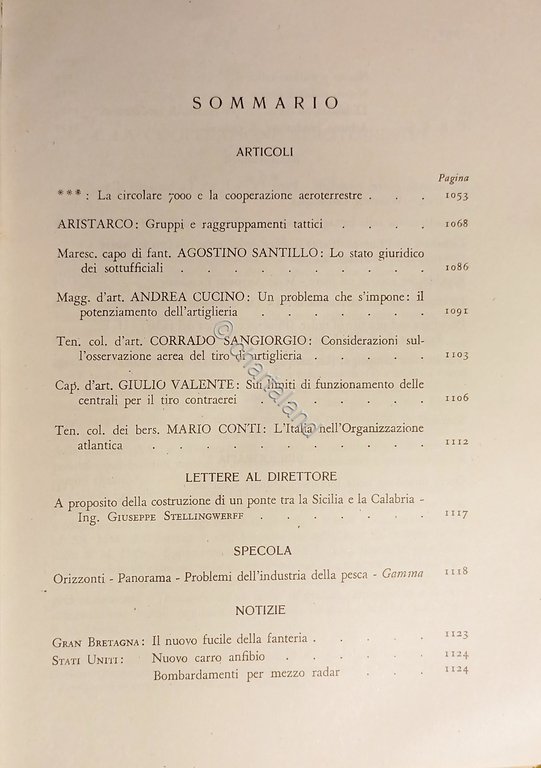 SOMMARIO
ARTICOLI
Pagina
*** : La circolare 7000 e la cooperazione aeroterrestre . . . 1053
ARISTARCO: Gruppi e raggruppamenti tattici . . . . 1068
Maresc. capo di fant. AGOSTINO SANTILLO: Lo stato giuridico
dei sottufficiali . . . . . . . . . 1086
Magg. d'art. ANDREA CUCINO: Un problema che s'impone: il
potenziamento dell'artiglieria . . . . . . . 1091
Ten. col. d'art. CORRADO SANGIORGIO: Considerazioni sul-
l'osservazione aerea del tiro di artiglieria . . . . . 1103
Cap. d'art. GIULIO VALENTE: Sui limiti di funzionamento delle
centrali per il tiro contraerei . . . . . . . 1106
Ten. col. dei bers. MARIO CONTI: L'Italia nell'Organizzazione
atlantica . . . . . . . . . . . 1112
LETTERE AL DIRETTORE
A proposito della costruzione di un ponte tra la Sicilia e la Calabria -
Ing. GIUSEPPE STELLINGWERFF . . . . . . . 1117
SPECOLA
Orizzonti - Panorama - Problemi dell'industria della pesca - Gamma 1118
NOTIZIE
GRAN BRETAGNA: Il nuovo fucile della fanteria . . . . . 1123
STATI UNITI: Nuovo carro anfibio . . . . . . 1124
Bombardamenti per mezzo radar . . . 1124
© chartaland